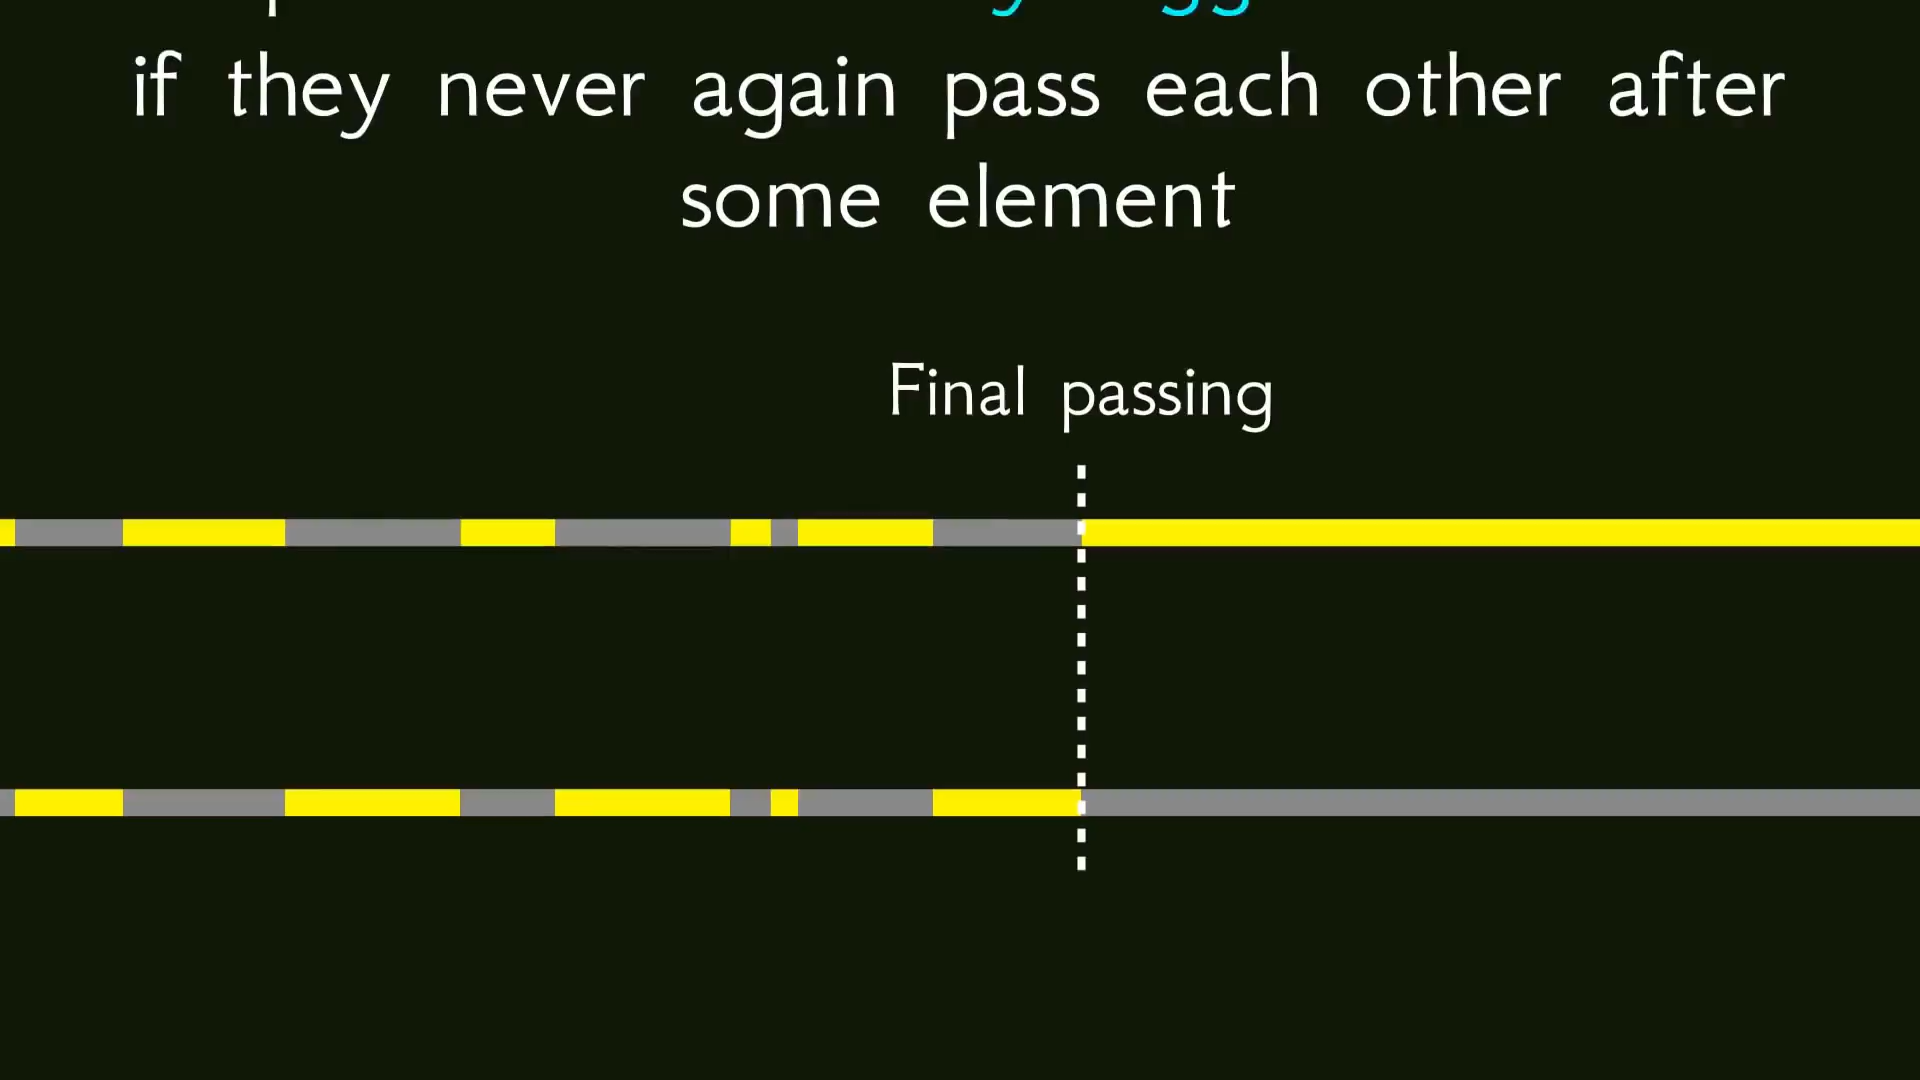 if they never again pass each other after
some element
Final passing